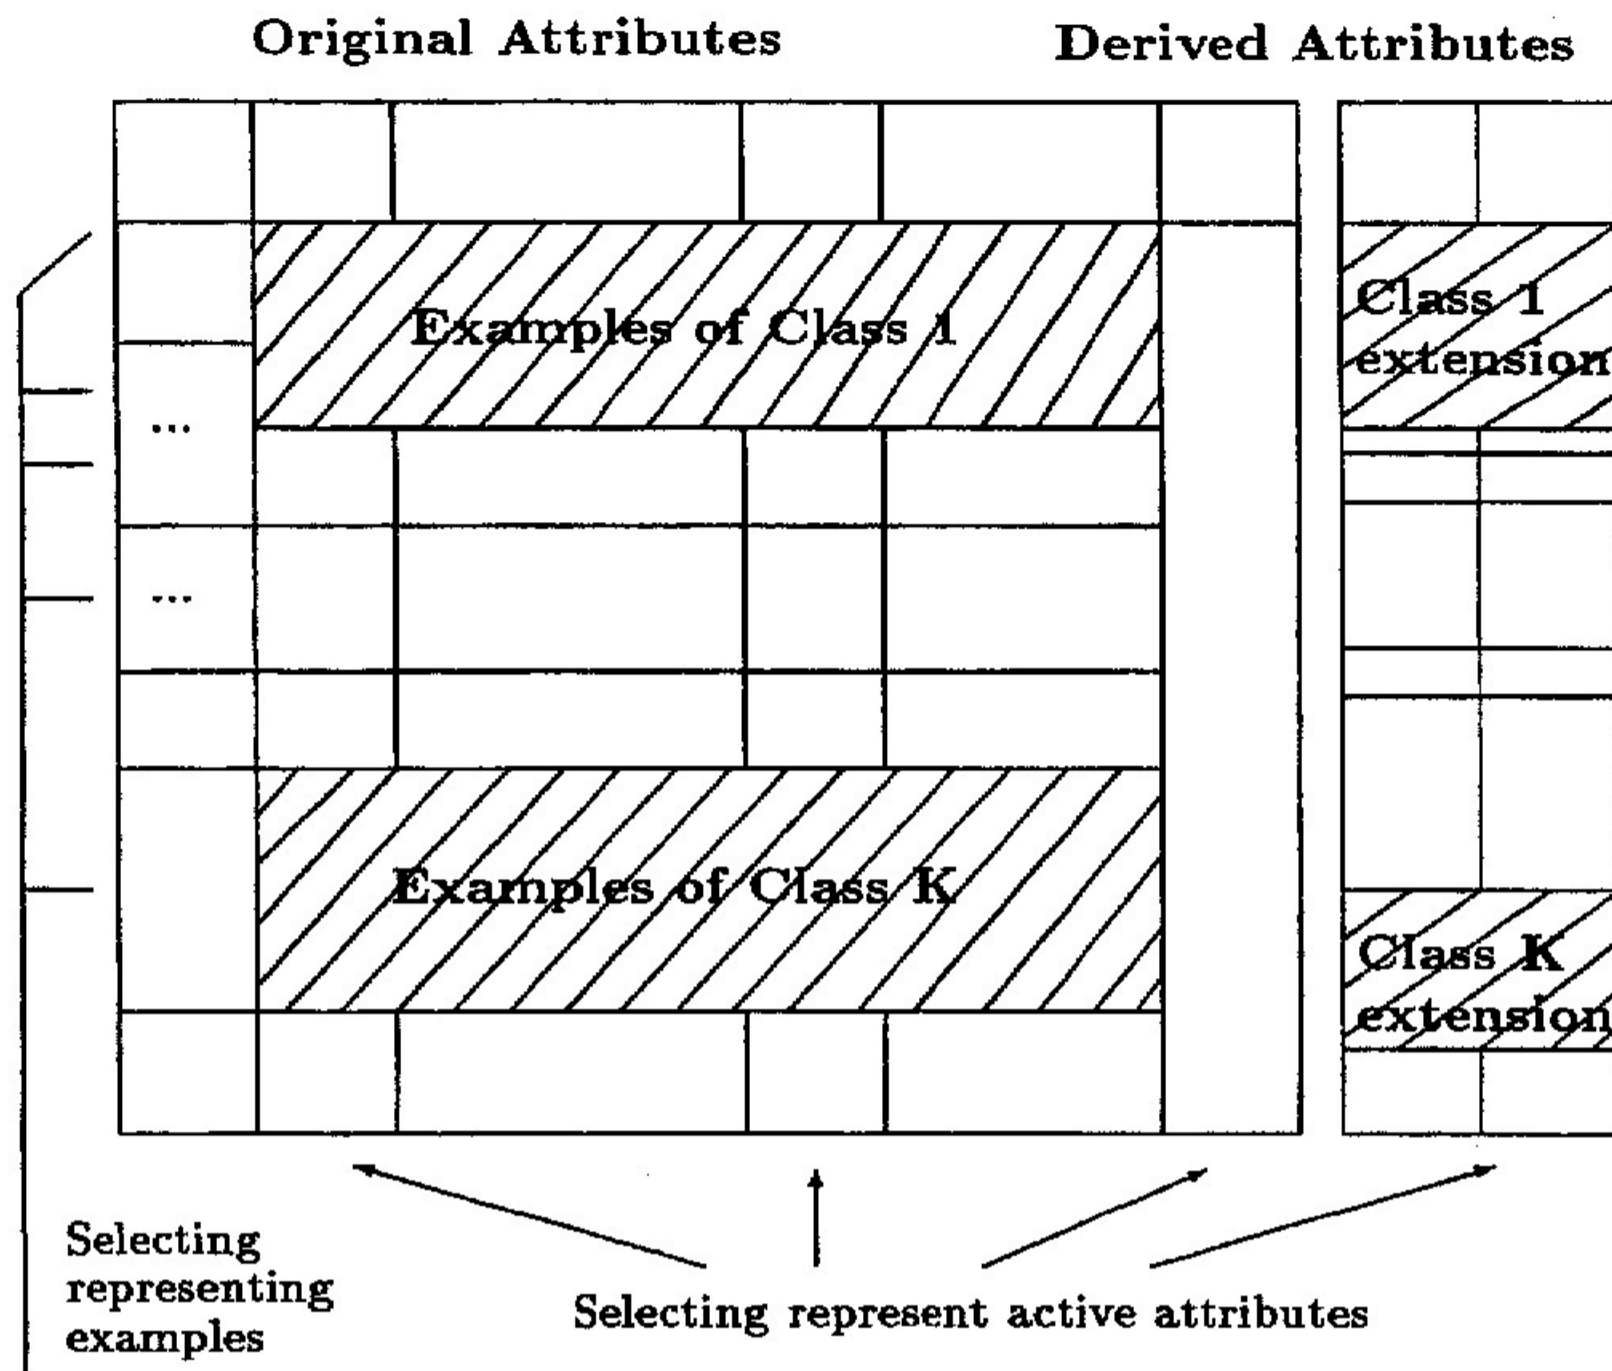 Original Attributes
Derived Attributes
Examples of Class 1
Class 1
extension
...
...
Examples of Class K
Class K
extension
Selecting
representing
examples
Selecting represent active attributes